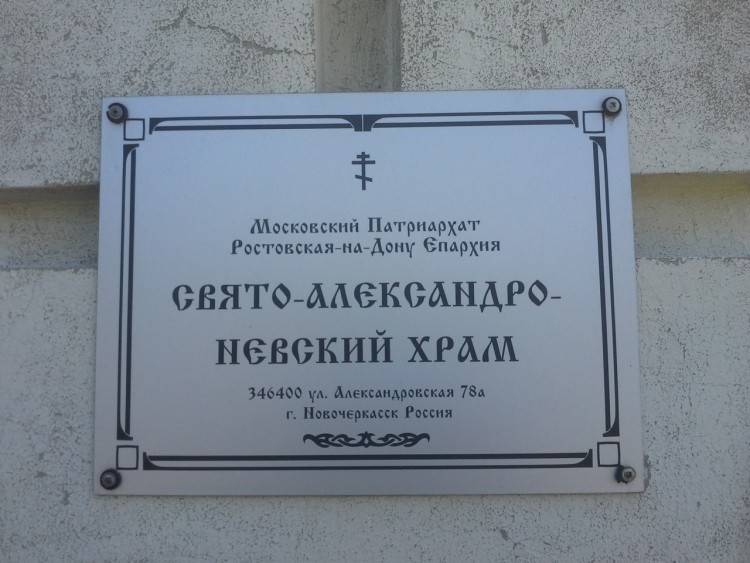 Московский Патриархат
Ростовская-на-Дону Епархия
СВЯТО-АЛЕКСАНДРО-
НЕВСКИЙ ХРАМ
346400 ул. Александровская 78а
г. Новочеркасск Россия